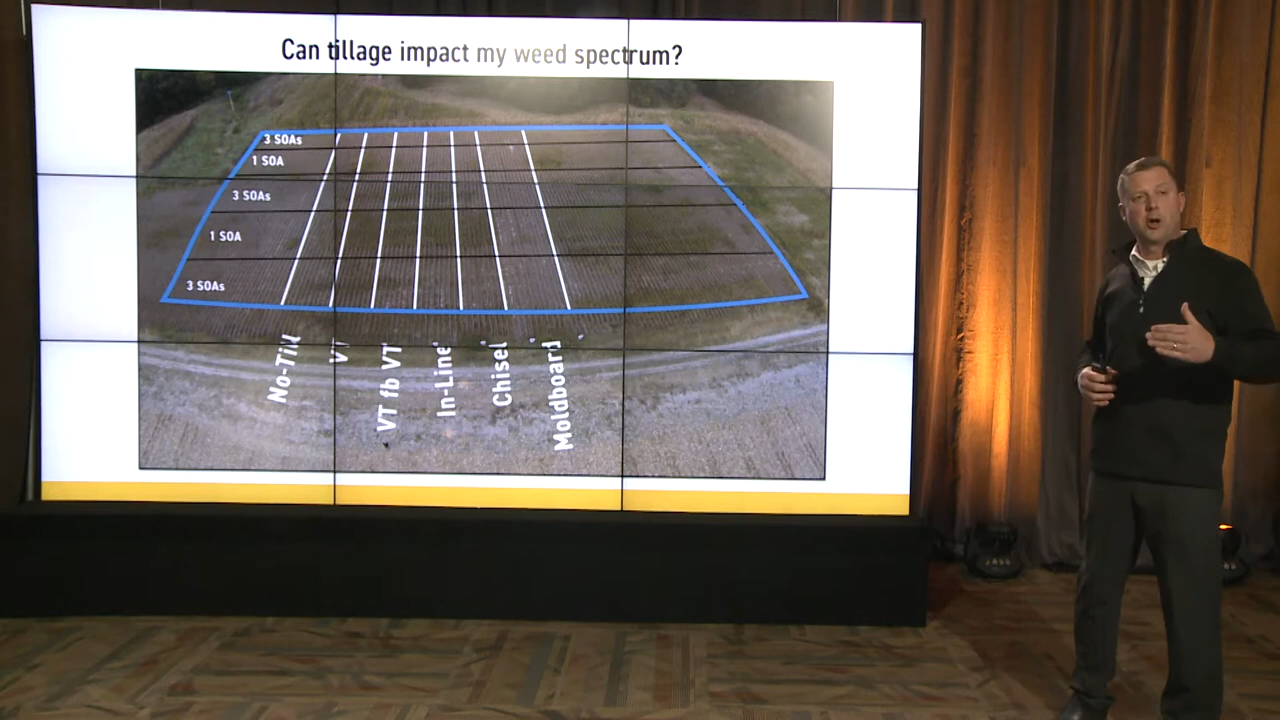 Can tillage impact my weed spectrum?
3 SOAs
1 SOA
3 SOAs
1 SOA
3 SOAs
No-Till
VT
VT fb VT
In-Line
Chisel
Moldboard